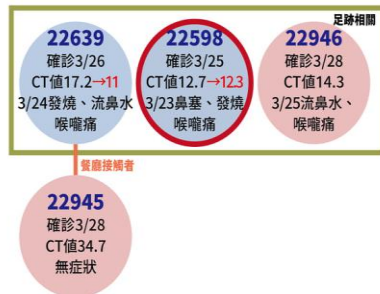 足跡相關
22639
確診3/26
CT值17.2→11
3/24發燒、流鼻水
喉嚨痛
22598
確診3/25
CT值12.7→12.3
3/23鼻塞、發燒
喉嚨痛
22946
確診3/28
CT值14.3
3/25流鼻水、
喉嚨痛
餐廳接觸者
22945
確診3/28
CT值34.7
無症狀